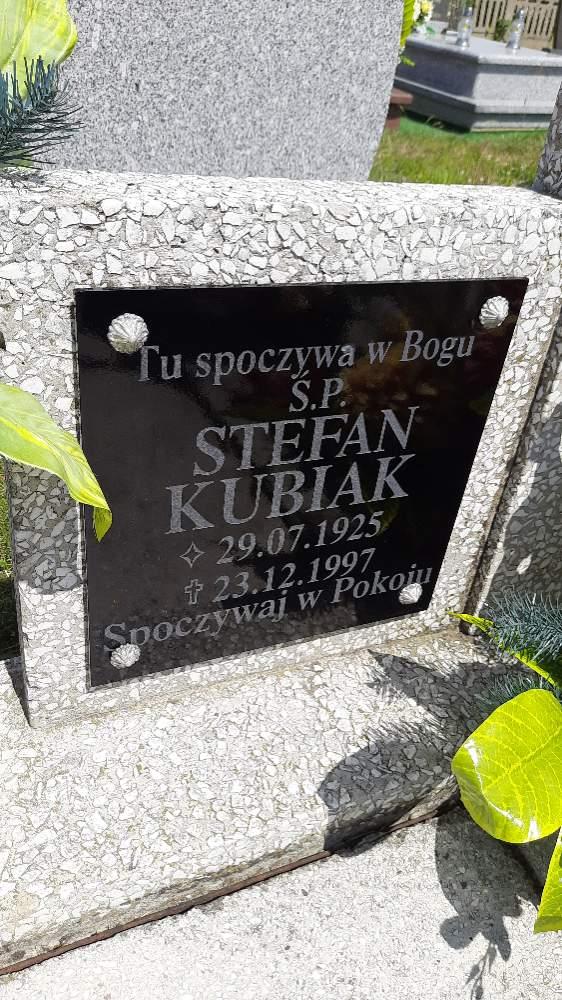 Tu spoczywa w Bogu
Ś.P.
STEFAN
KUBIAK
✧ 29.07.1925
✝ 23.12.1997
Spoczywaj w Pokoju